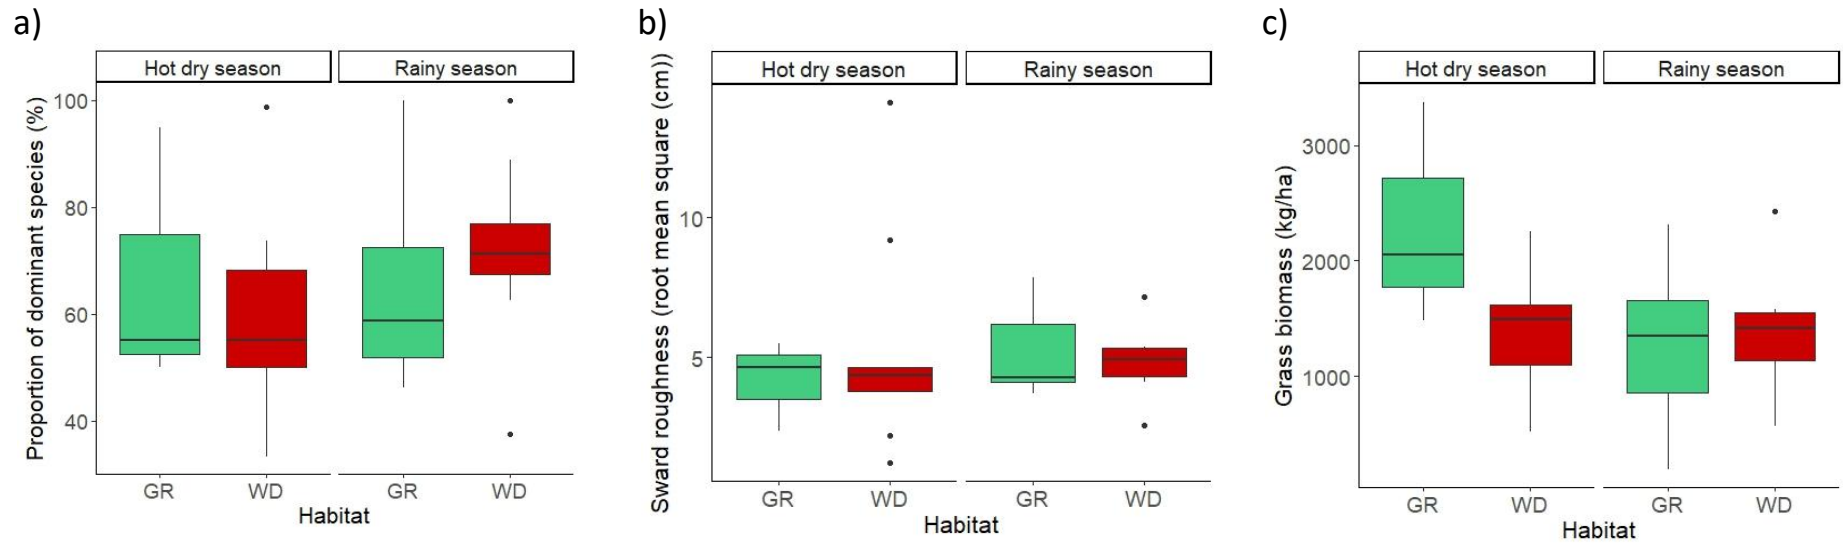 a)
Hot dry season
Rainy season
Proportion of dominant species (%)
100
80
60
40
GR
WD
GR
WD
Habitat
b)
Hot dry season
Rainy season
Sward roughness (root mean square (cm))
10
5
GR
WD
GR
WD
Habitat
c)
Hot dry season
Rainy season
Grass biomass (kg/ha)
3000
2000
1000
GR
WD
GR
WD
Habitat